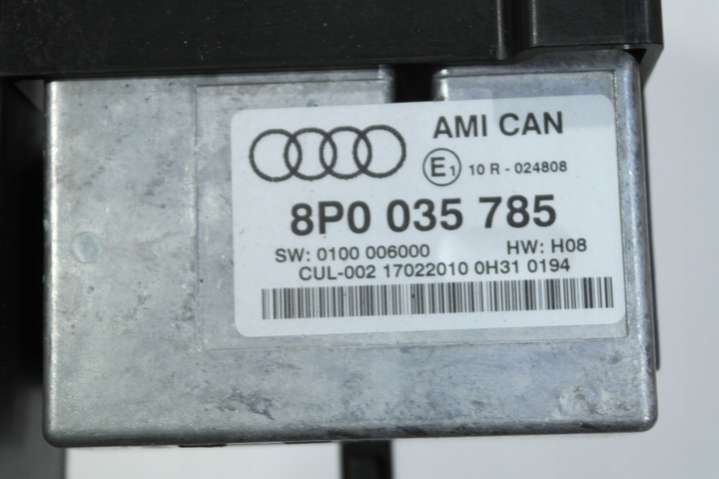 AMI CAN
E1 10 R - 024808
8P0 035 785
SW: 0100 006000 HW: H08
CUL-002 17022010 0H31 0194